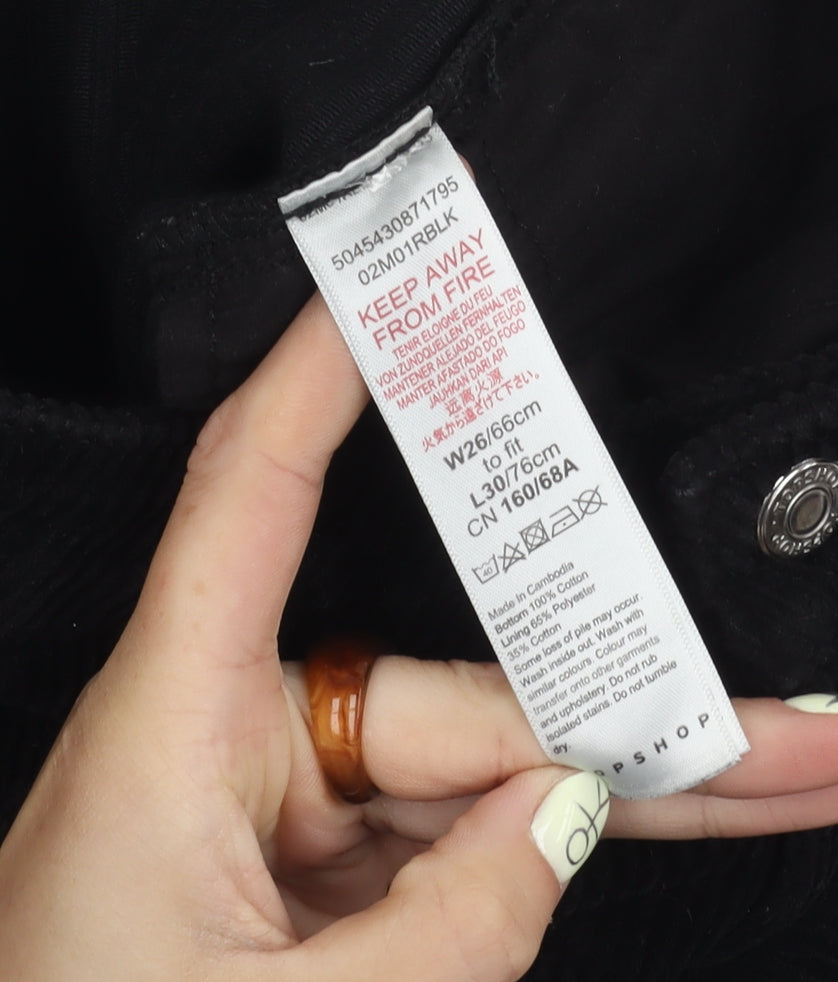 5045430871795
02M01RBLK
KEEP AWAY
FROM FIRE
TENIR ELOIGNE DU FEU
VON ZUNDQUELLEN FERNHALTEN
MANTENER ALEJADO DEL FEUGO
MANTER AFASTADO DO FOGO
JAUHKAN DARI API
远离火源
火気から遠ざけて下さい。
W26/66cm
to fit
L30/76cm
CN 160/68A
40
Made in Cambodia
Bottom 100% Cotton
Lining 65% Polyester
35% Cotton
Some loss of pile may occur.
Wash inside out. Wash with
similar colours. Colour may
transfer onto other garments
and upholstery. Do not rub
isolated stains. Do not tumble
dry.
OPSHOP
TOPSHOP